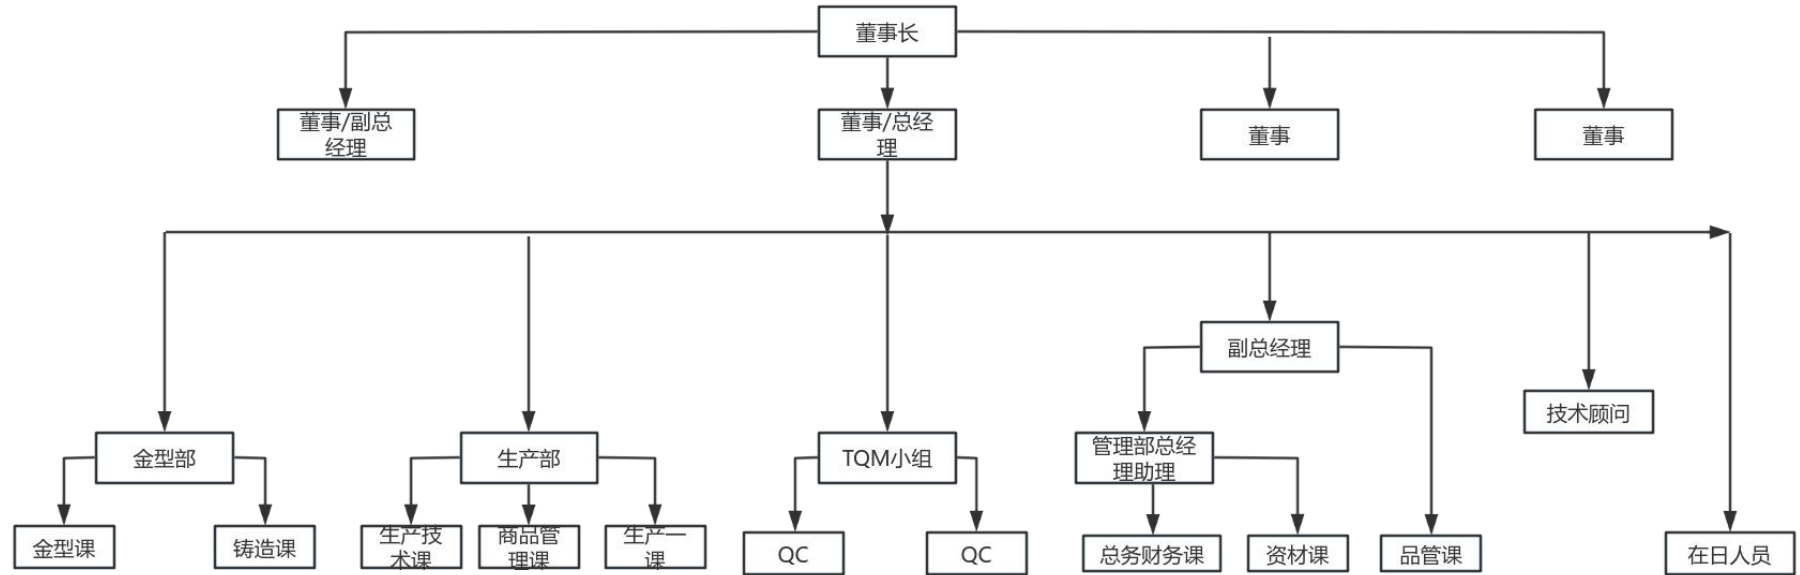 董事长
董事/副总
经理
董事/总经
理
董事
董事
副总经理
技术顾问
金型部
生产部
TQM小组
管理部总经
理助理
金型课
铸造课
生产技
术课
商品管
理课
生产一
课
QC
QC
总务财务课
资材课
品管课
在日人员